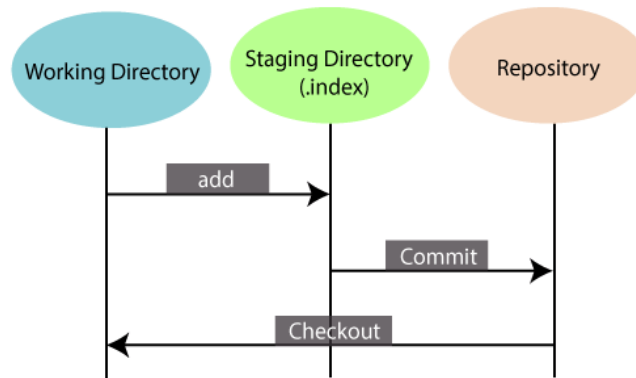 Working Directory
Staging Directory
(.index)
Repository
add
Commit
Checkout